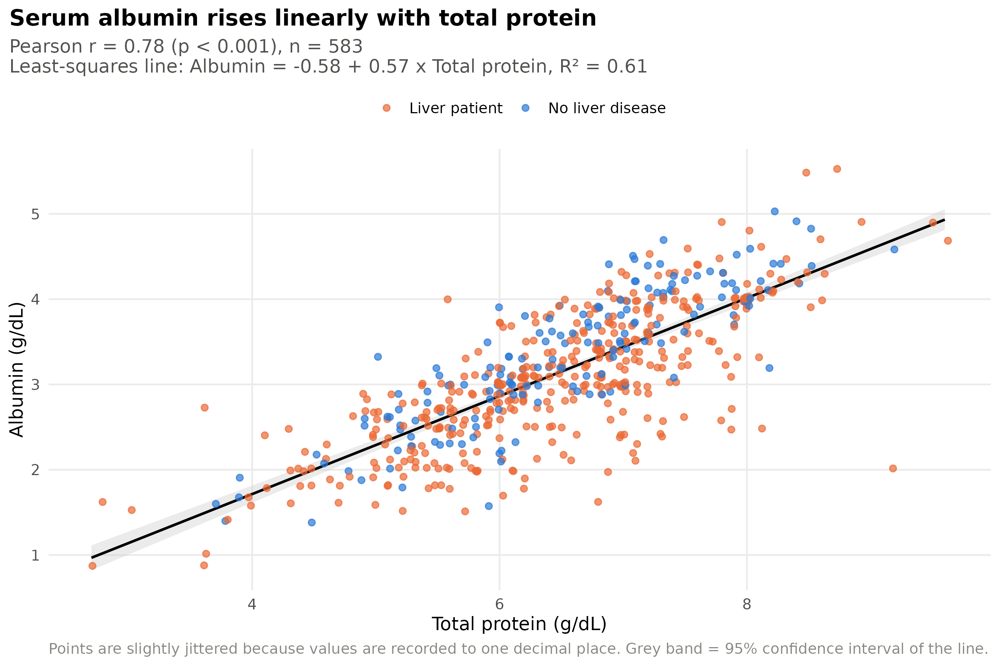 Serum albumin rises linearly with total protein
Pearson r = 0.78 (p < 0.001), n = 583
Least-squares line: Albumin = -0.58 + 0.57 x Total protein, R² = 0.61
Liver patient
No liver disease
Albumin (g/dL)
5
4
3
2
1
4
6
8
Total protein (g/dL)
Points are slightly jittered because values are recorded to one decimal place. Grey band = 95% confidence interval of the line.